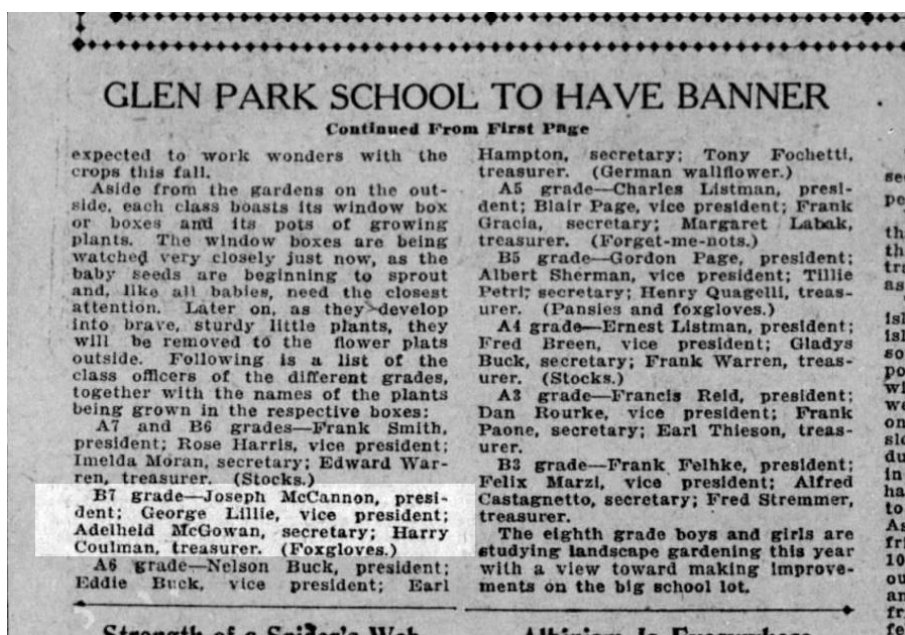 GLEN PARK SCHOOL TO HAVE BANNER
Continued From First Page
expected to work wonders with the
crops this fall.
Aside from the gardens on the out-
side, each class boasts its window box
or boxes and its pots of growing
plants. The window boxes are being
watched very closely just now, as the
baby seeds are beginning to sprout
and, like all babies, need the closest
attention. Later on, as they develop
into brave, sturdy little plants, they
will be removed to the flower plats
outside. Following is a list of the
class officers of the different grades,
together with the names of the plants
being grown in the respective boxes:
A7 and B6 grades—Frank Smith,
president; Rose Harris, vice president;
Imelda Moran, secretary; Edward War-
ren, treasurer. (Stocks.)
B7 grade—Joseph McCannon, presi-
dent; George Lillie, vice president;
Adelheld McGowan, secretary; Harry
Coulman, treasurer. (Foxgloves.)
A6 grade—Nelson Buck, president;
Eddie Buck, vice president; Earl
Hampton, secretary; Tony Fochetti,
treasurer. (German wallflower.)
A5 grade—Charles Listman, presi-
dent; Blair Page, vice president; Frank
Gracia, secretary; Margaret Labak,
treasurer. (Forget-me-nots.)
B5 grade—Gordon Page, president;
Albert Sherman, vice president; Tillie
Petri; secretary; Henry Quagelli, treas-
urer. (Pansies and foxgloves.)
A4 grade—Ernest Listman, president;
Fred Breen, vice president; Gladys
Buck, secretary; Frank Warren, treas-
urer. (Stocks.)
A3 grade—Francis Reid, president;
Dan Rourke, vice president; Frank
Paone, secretary; Earl Thieson, treas-
urer.
B3 grade—Frank Felhke, president;
Felix Marzi, vice president; Alfred
Castagnetto, secretary; Fred Stremmer,
treasurer.
The eighth grade boys and girls are
studying landscape gardening this year
with a view toward making improve-
ments on the big school lot.
Strength of a Spider's Web
Albinism Is Everywhere